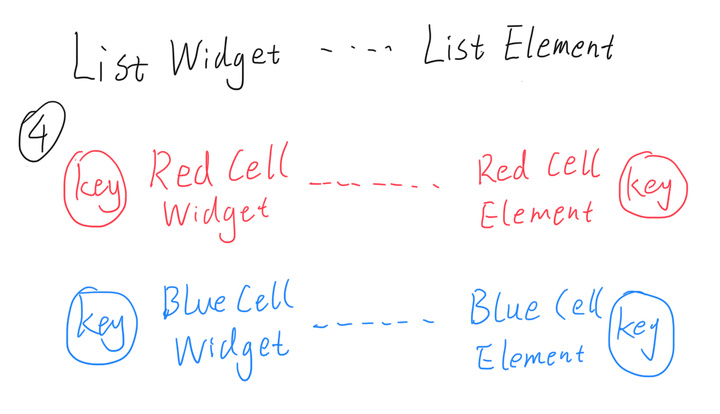 List Widget ----- List Element
4
key Red Cell Widget ------ Red Cell Element key
key Blue Cell Widget ------ Blue Cell Element key